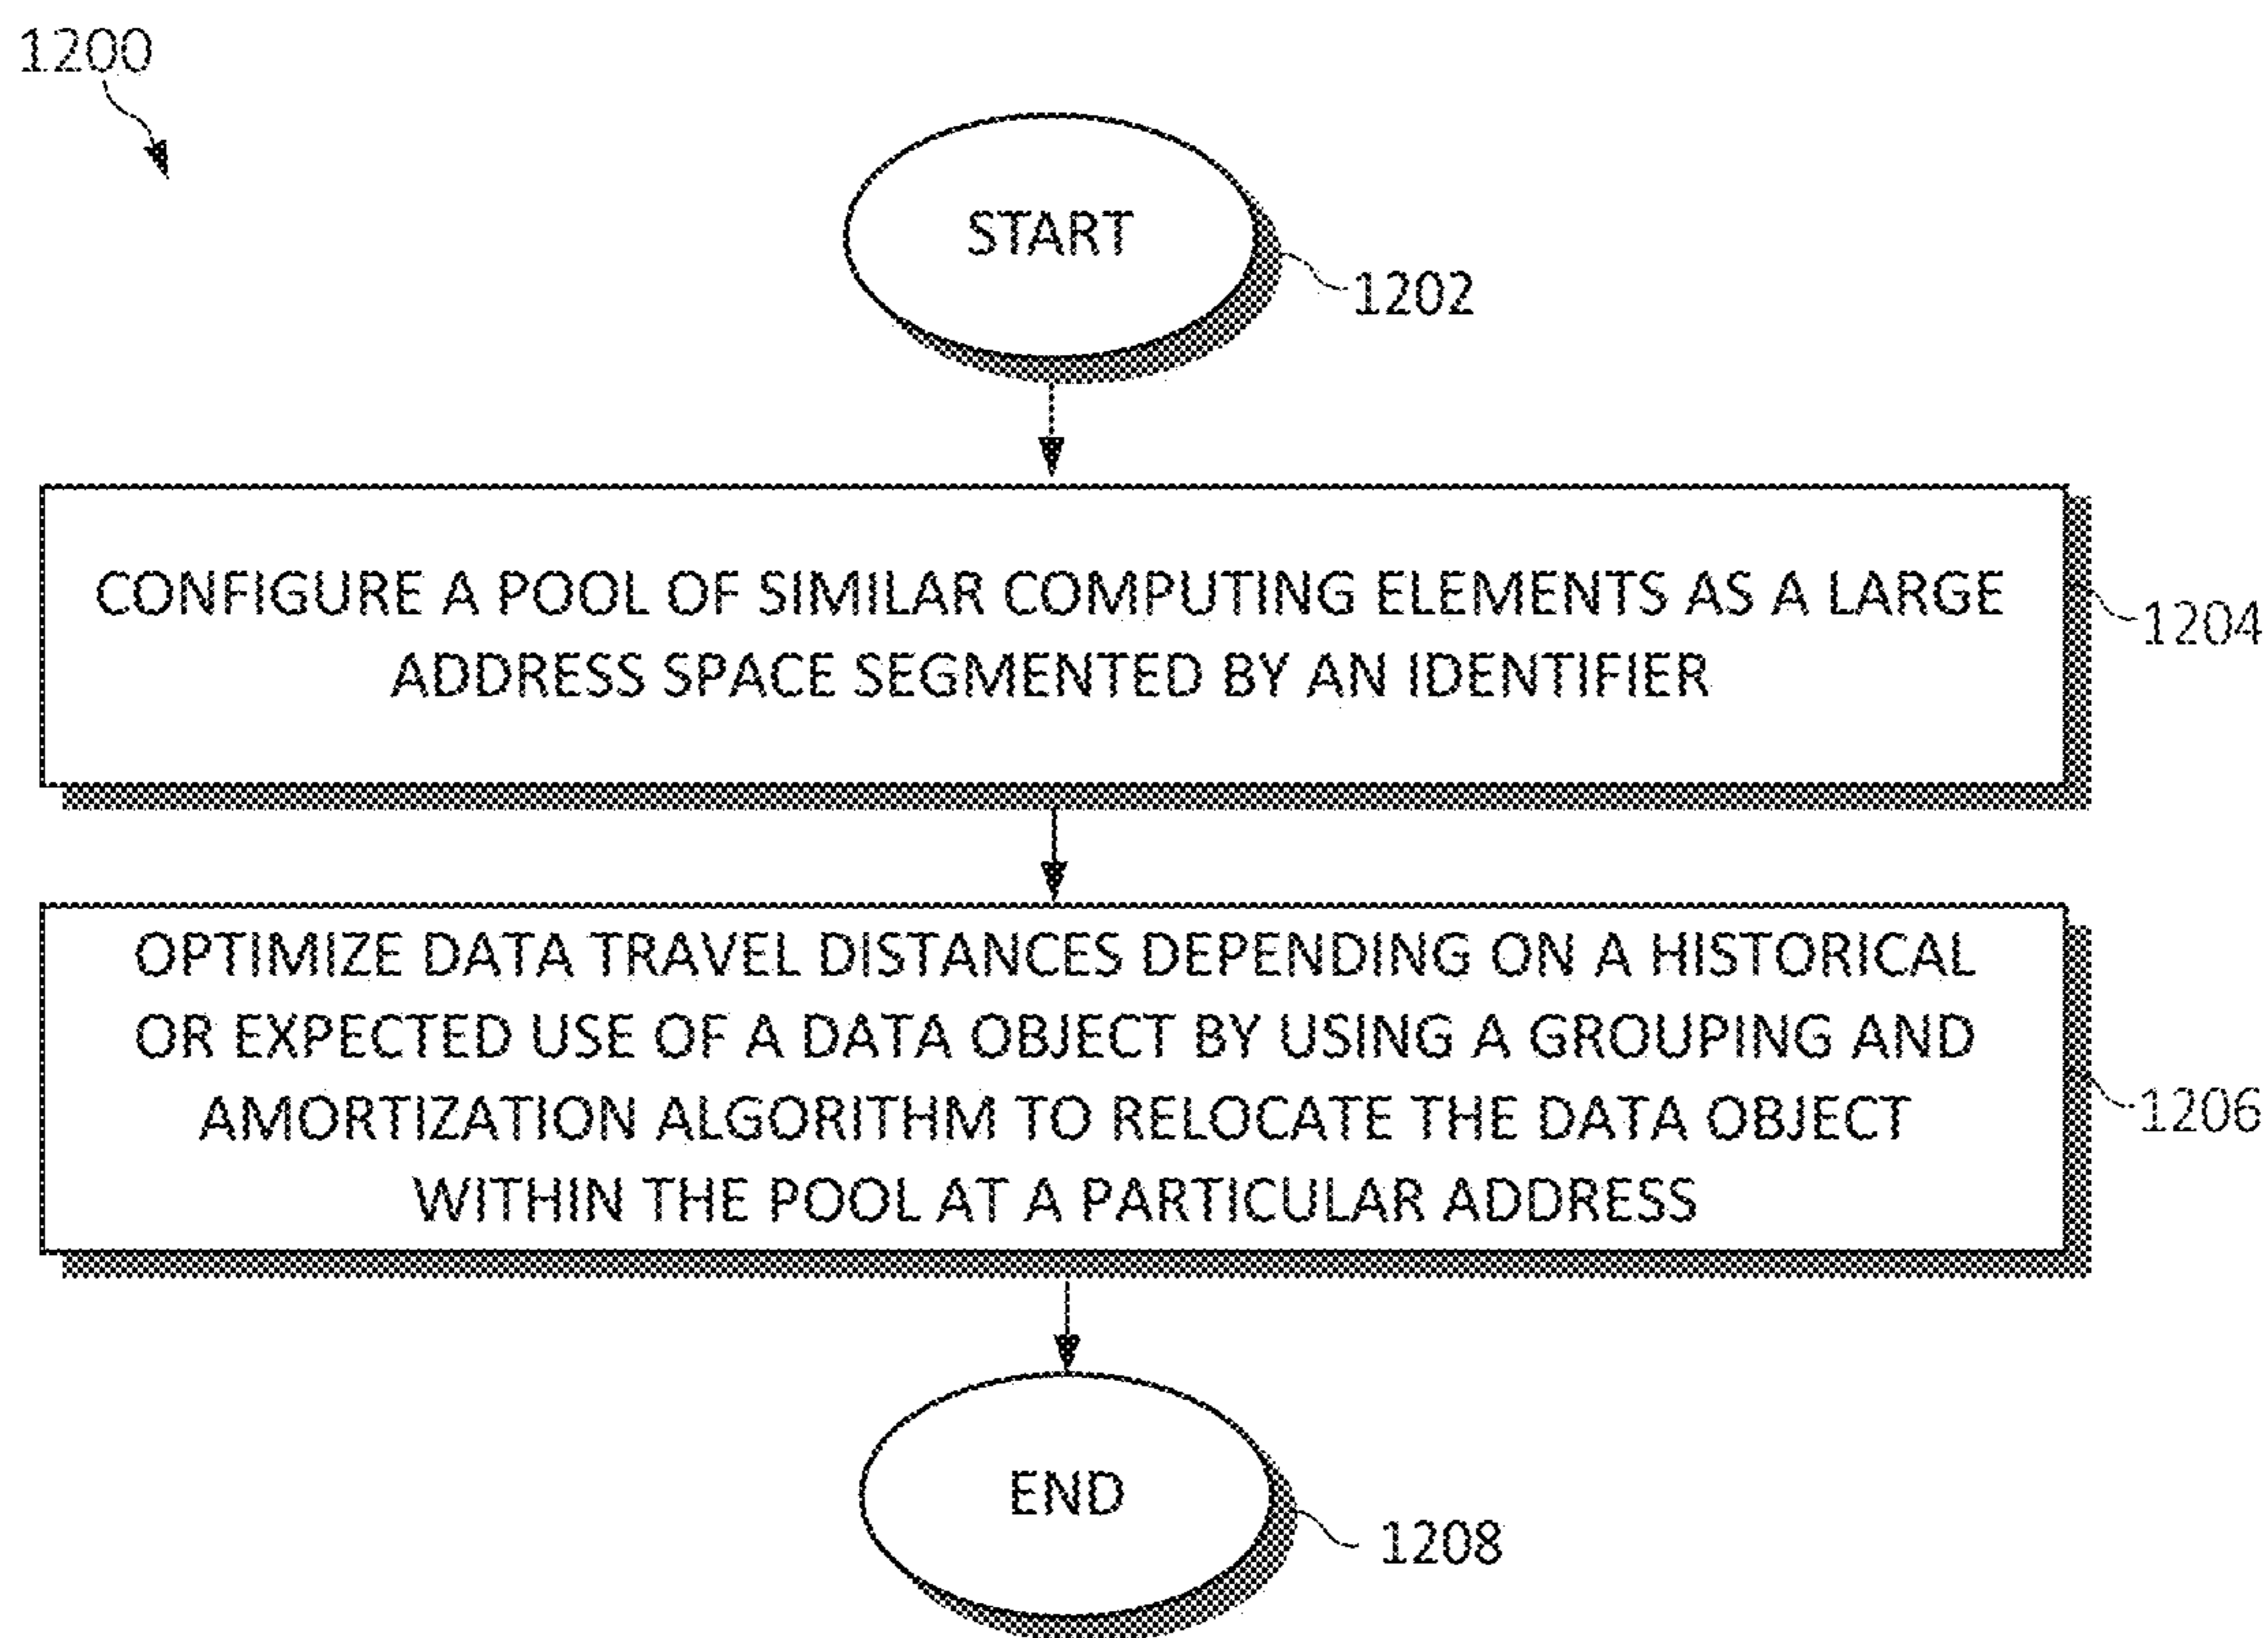 1200
START
1202
CONFIGURE A POOL OF SIMILAR COMPUTING ELEMENTS AS A LARGE
ADDRESS SPACE SEGMENTED BY AN IDENTIFIER
1204
OPTIMIZE DATA TRAVEL DISTANCES DEPENDING ON A HISTORICAL
OR EXPECTED USE OF A DATA OBJECT BY USING A GROUPING AND
AMORTIZATION ALGORITHM TO RELOCATE THE DATA OBJECT
WITHIN THE POOL AT A PARTICULAR ADDRESS
1206
END
1208